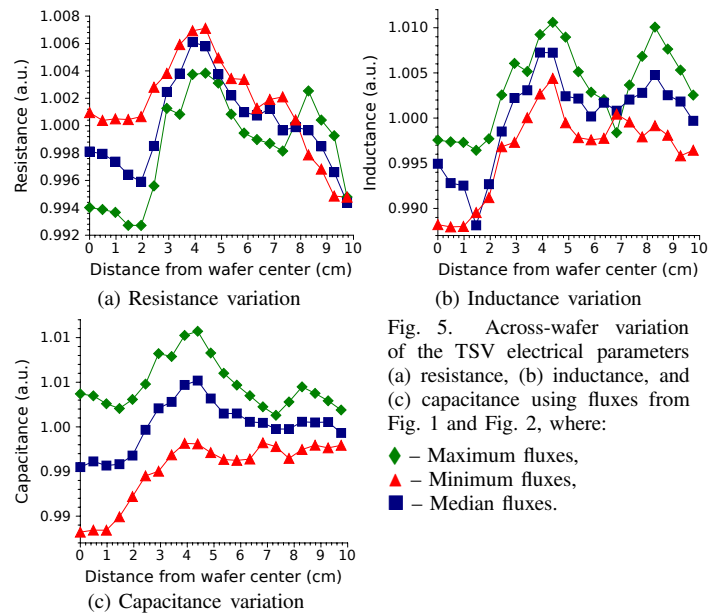 1.008
1.006
1.004
1.002
1.000
0.998
0.996
0.994
0.992
Resistance (a.u.)
0 1 2 3 4 5 6 7 8 9 10
Distance from wafer center (cm)
(a) Resistance variation
1.010
1.005
1.000
0.995
0.990
Inductance (a.u.)
0 1 2 3 4 5 6 7 8 9 10
Distance from wafer center (cm)
(b) Inductance variation
1.01
1.01
1.00
0.99
0.99
Capacitance (a.u.)
0 1 2 3 4 5 6 7 8 9 10
Distance from wafer center (cm)
(c) Capacitance variation
Fig. 5. Across-wafer variation
of the TSV electrical parameters
(a) resistance, (b) inductance, and
(c) capacitance using fluxes from
Fig. 1 and Fig. 2, where:
– Maximum fluxes,
– Minimum fluxes,
– Median fluxes.